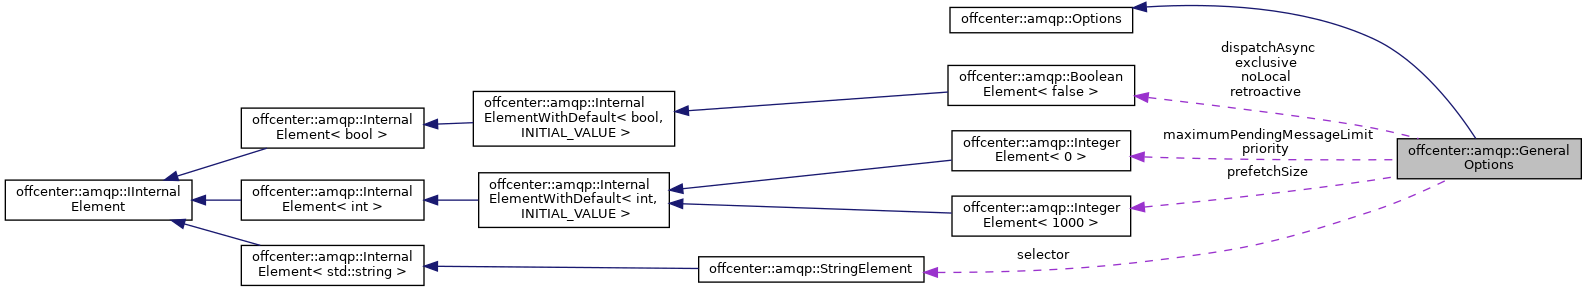 offcenter::amqp::Options
dispatchAsync
exclusive
noLocal
retroactive
offcenter::amqp::Boolean
Element< false >
offcenter::amqp::Internal
ElementWithDefault< bool,
INITIAL_VALUE >
offcenter::amqp::Internal
Element< bool >
maximumPendingMessageLimit
priority
offcenter::amqp::Integer
Element< 0 >
offcenter::amqp::General
Options
prefetchSize
offcenter::amqp::IInternal
Element
offcenter::amqp::Internal
Element< int >
offcenter::amqp::Internal
ElementWithDefault< int,
INITIAL_VALUE >
offcenter::amqp::Integer
Element< 1000 >
offcenter::amqp::Internal
Element< std::string >
offcenter::amqp::StringElement
selector